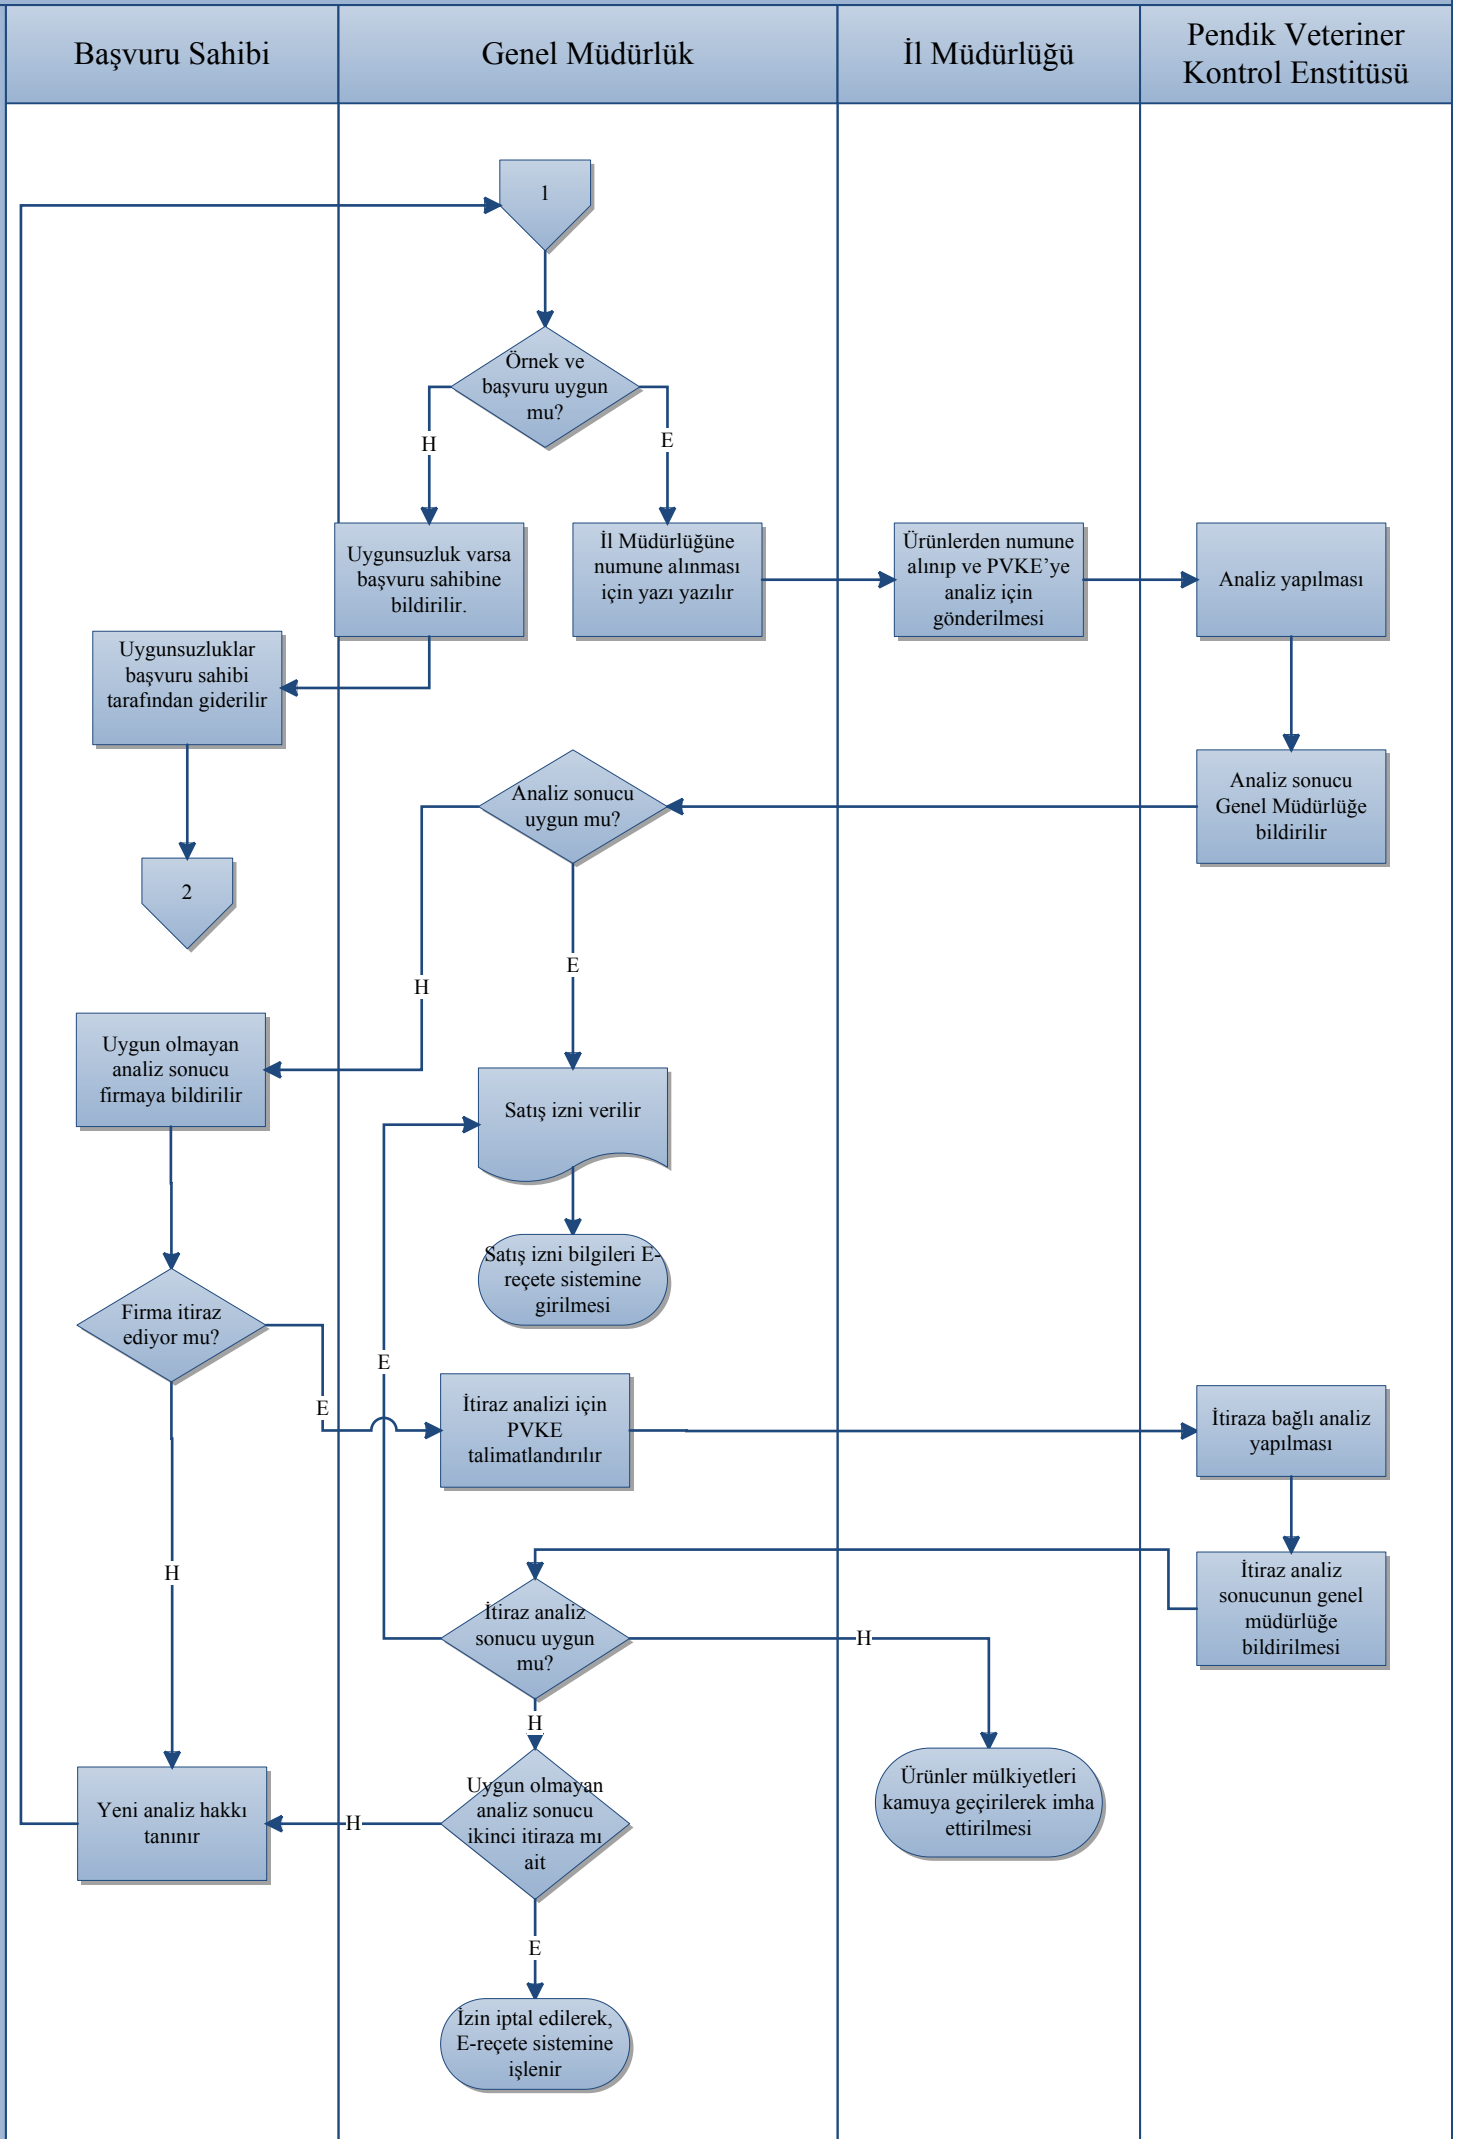 Başvuru Sahibi
Genel Müdürlük
İl Müdürlüğü
Pendik Veteriner
Kontrol Enstitüsü
1
Örnek ve
başvuru uygun
mu?
H
E
Uygunsuzluk varsa
başvuru sahibine
bildirilir.
İl Müdürlüğüne
numune alınması
için yazı yazılır
Ürünlerden numune
alınıp ve PVKE’ye
analiz için
gönderilmesi
Analiz yapılması
Uygunsuzluklar
başvuru sahibi
tarafından giderilir
Analiz sonucu
uygun mu?
Analiz sonucu
Genel Müdürlüğe
bildirilir
2
E
H
Uygun olmayan
analiz sonucu
firmaya bildirilir
Satış izni verilir
Satış izni bilgileri E-
reçete sistemine
girilmesi
Firma itiraz
ediyor mu?
E
E
İtiraz analizi için
PVKE
talimatlandırılır
İtiraza bağlı analiz
yapılması
H
İtiraz analiz
sonucu uygun
mu?
H
İtiraz analiz
sonucunun genel
müdürlüğe
bildirilmesi
H
Yeni analiz hakkı
tanınır
H
Uygun olmayan
analiz sonucu
ikinci itiraza mı
ait
Ürünler mülkiyetleri
kamuya geçirilerek imha
ettirilmesi
E
İzin iptal edilerek,
E-reçete sistemine
işlenir